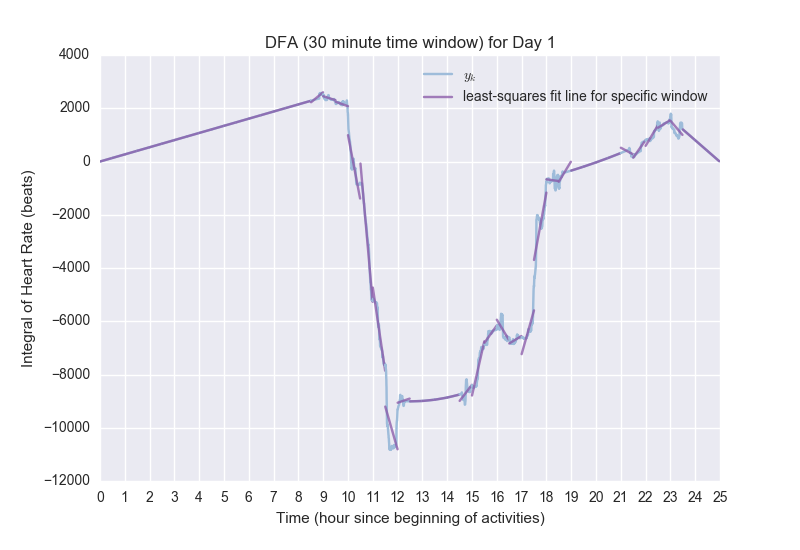 DFA (30 minute time window) for Day 1
4000
2000
0
−2000
−4000
−6000
−8000
−10000
−12000
Integral of Heart Rate (beats)
yₖ
least-squares fit line for specific window
0 1 2 3 4 5 6 7 8 9 10 11 12 13 14 15 16 17 18 19 20 21 22 23 24 25
Time (hour since beginning of activities)